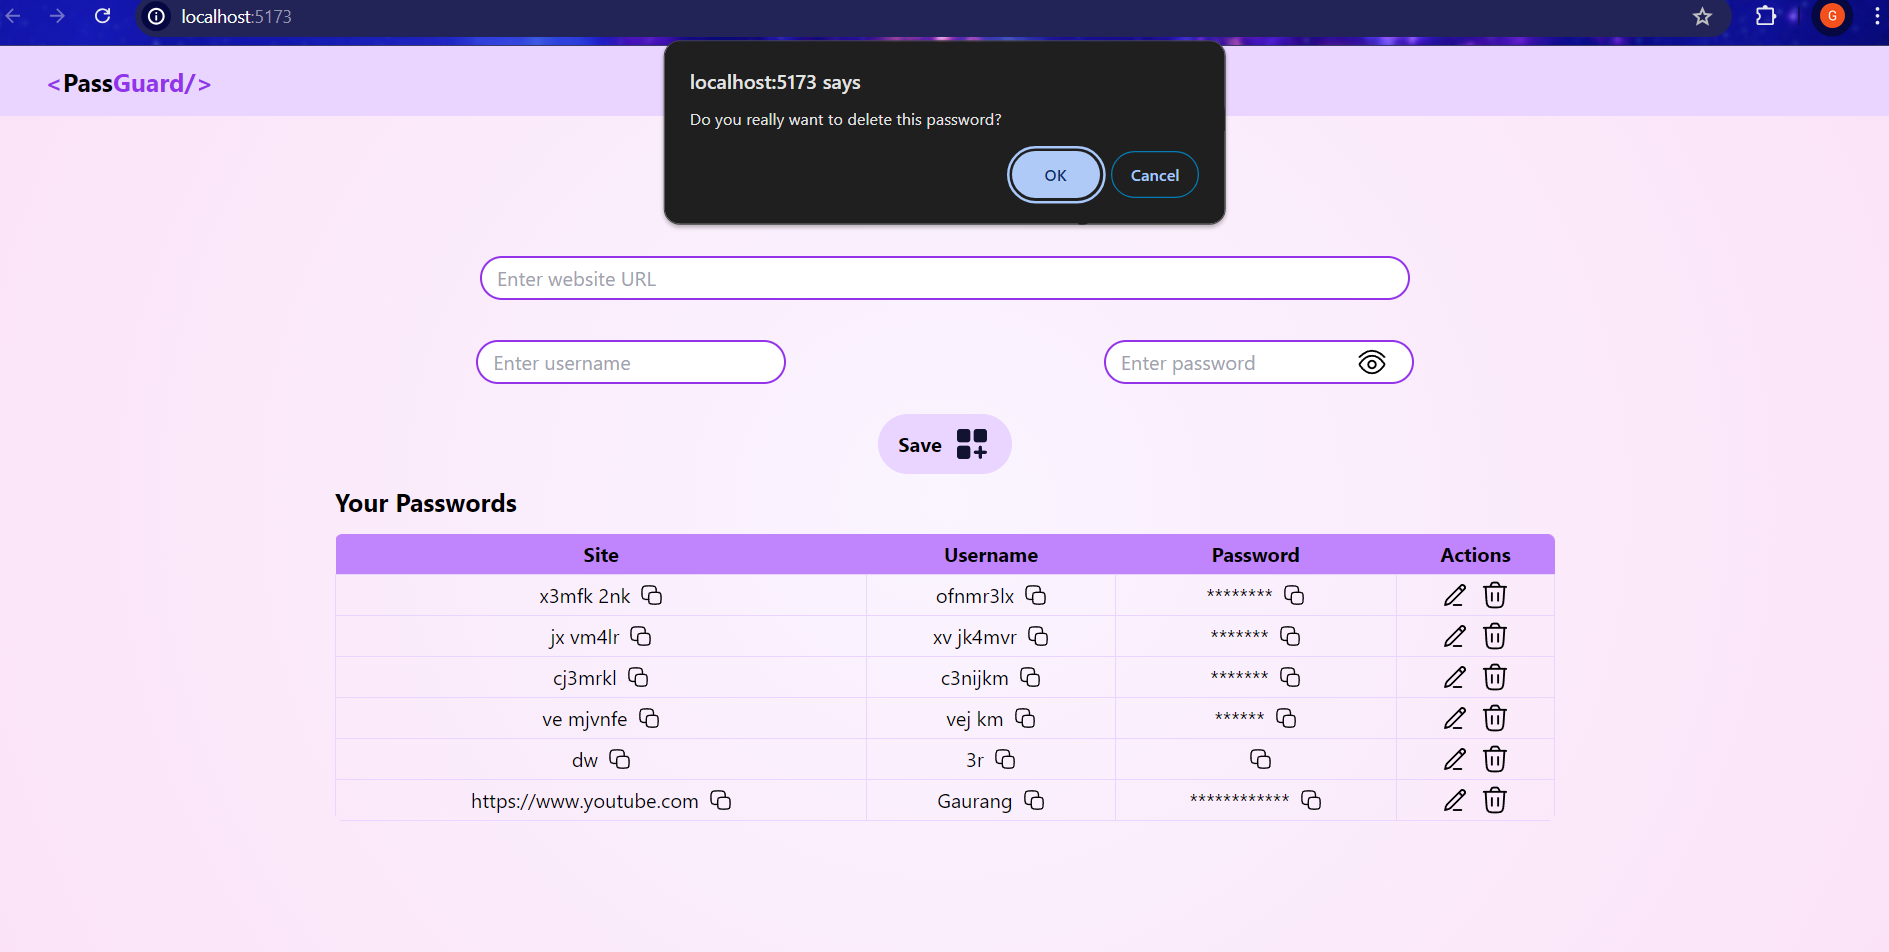 localhost:5173
G
<PassGuard/>
localhost:5173 says
Do you really want to delete this password?
OK Cancel
Enter website URL
Enter username Enter password
Save
Your Passwords
Site Username Password Actions
x3mfk 2nk ofnmr3lx ********
jx vm4lr xv jk4mvr *******
cj3mrkl c3nijkm *******
ve mjvnfe vej km ******
dw 3r
https://www.youtube.com Gaurang ************